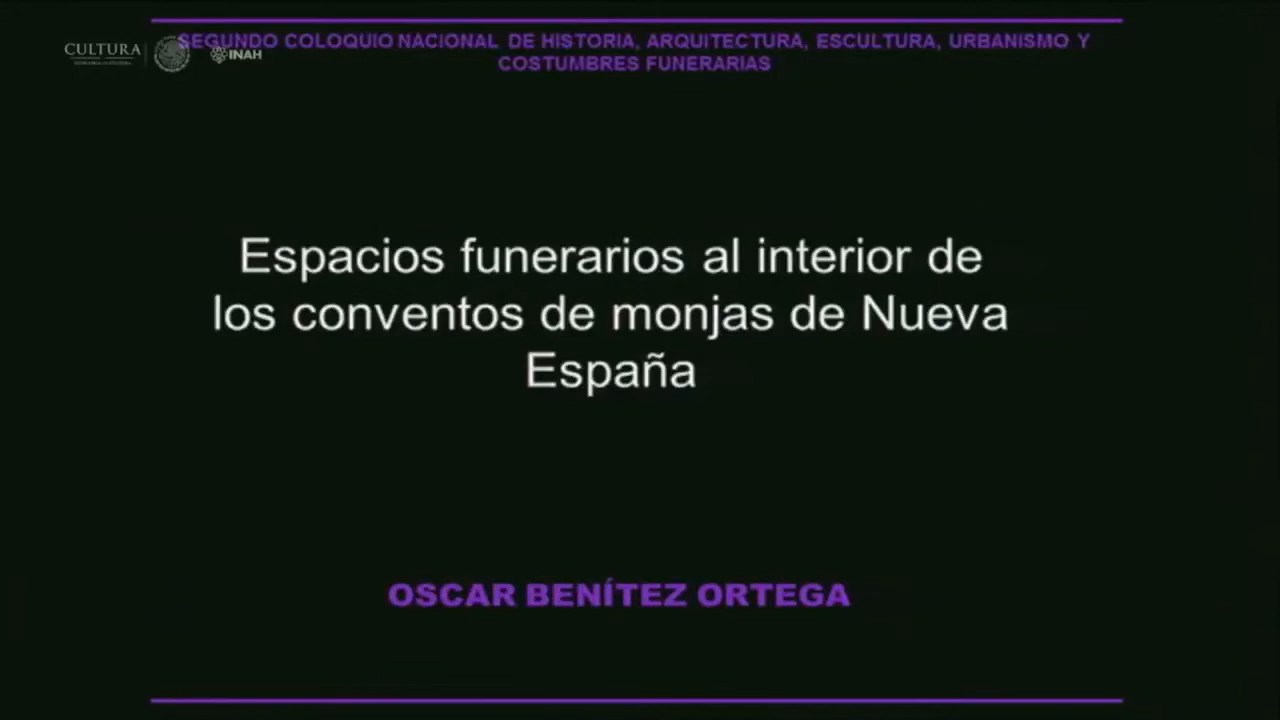 SEGUNDO COLOQUIO NACIONAL DE HISTORIA, ARQUITECTURA, ESCULTURA, URBANISMO Y
COSTUMBRES FUNERARIAS
CULTURA
INAH
Espacios funerarios al interior de
los conventos de monjas de Nueva
España
OSCAR BENÍTEZ ORTEGA